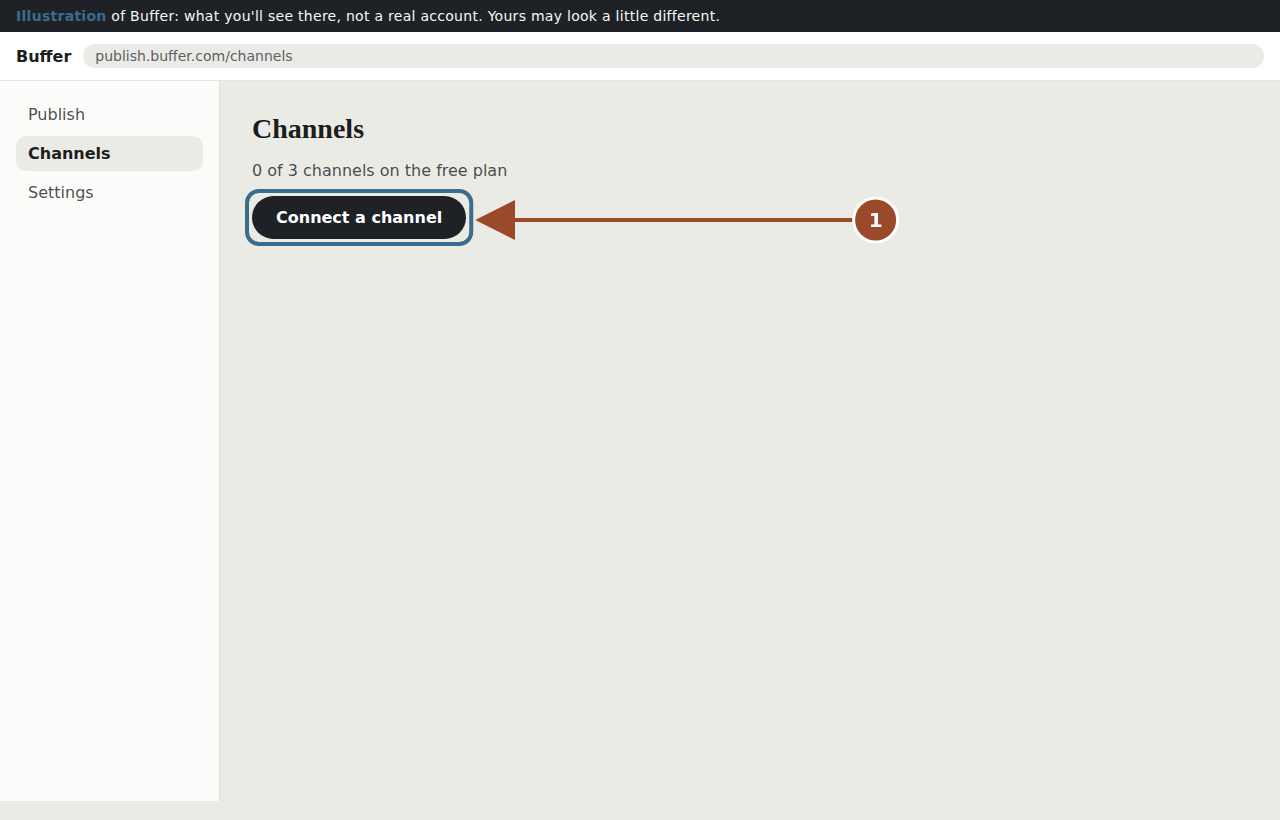 Illustration of Buffer: what you'll see there, not a real account. Yours may look a little different.
Buffer
publish.buffer.com/channels
Publish
Channels
Settings
Channels
0 of 3 channels on the free plan
Connect a channel
1